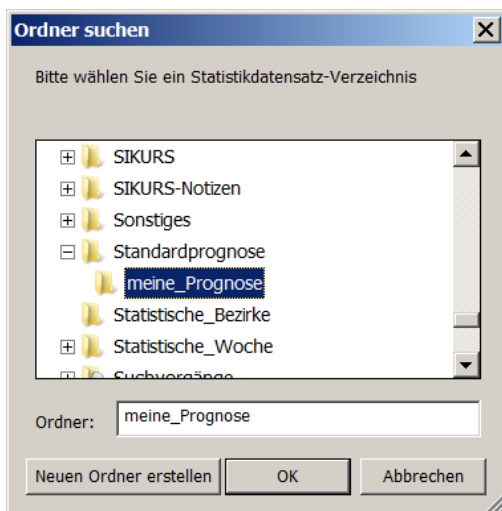 Ordner suchen
Bitte wählen Sie ein Statistikdatensatz-Verzeichnis
SIKURS
SIKURS-Notizen
Sonstiges
Standardprognose
meine_Prognose
Statistische_Bezirke
Statistische_Woche
Suchvorgänge
Ordner: meine_Prognose
Neuen Ordner erstellen OK Abbrechen